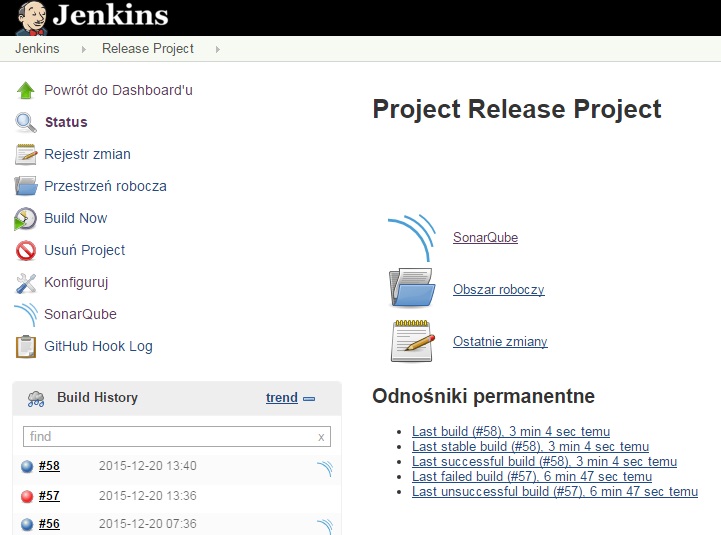 Jenkins
Jenkins Release Project
Powrót do Dashboard'u
Status
Rejestr zmian
Przestrzeń robocza
Build Now
Usuń Project
Konfiguruj
SonarQube
GitHub Hook Log
Build History trend
find x
#58 2015-12-20 13:40
#57 2015-12-20 13:36
#56 2015-12-20 07:36
Project Release Project
SonarQube
Obszar roboczy
Ostatnie zmiany
Odnośniki permanentne
Last build (#58), 3 min 4 sec temu
Last stable build (#58), 3 min 4 sec temu
Last successful build (#58), 3 min 4 sec temu
Last failed build (#57), 6 min 47 sec temu
Last unsuccessful build (#57), 6 min 47 sec temu